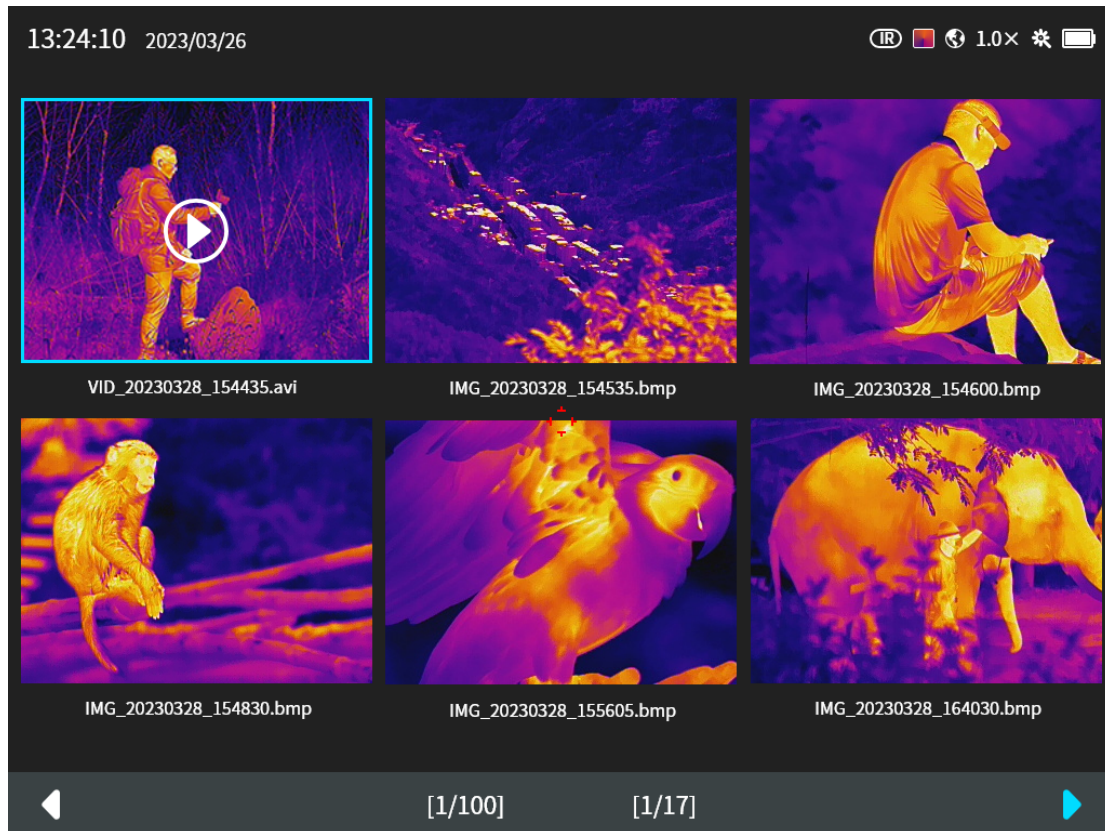 13:24:10 2023/03/26 IR 1.0×
VID_20230328_154435.avi IMG_20230328_154535.bmp IMG_20230328_154600.bmp
IMG_20230328_154830.bmp IMG_20230328_155605.bmp IMG_20230328_164030.bmp
[1/100] [1/17]